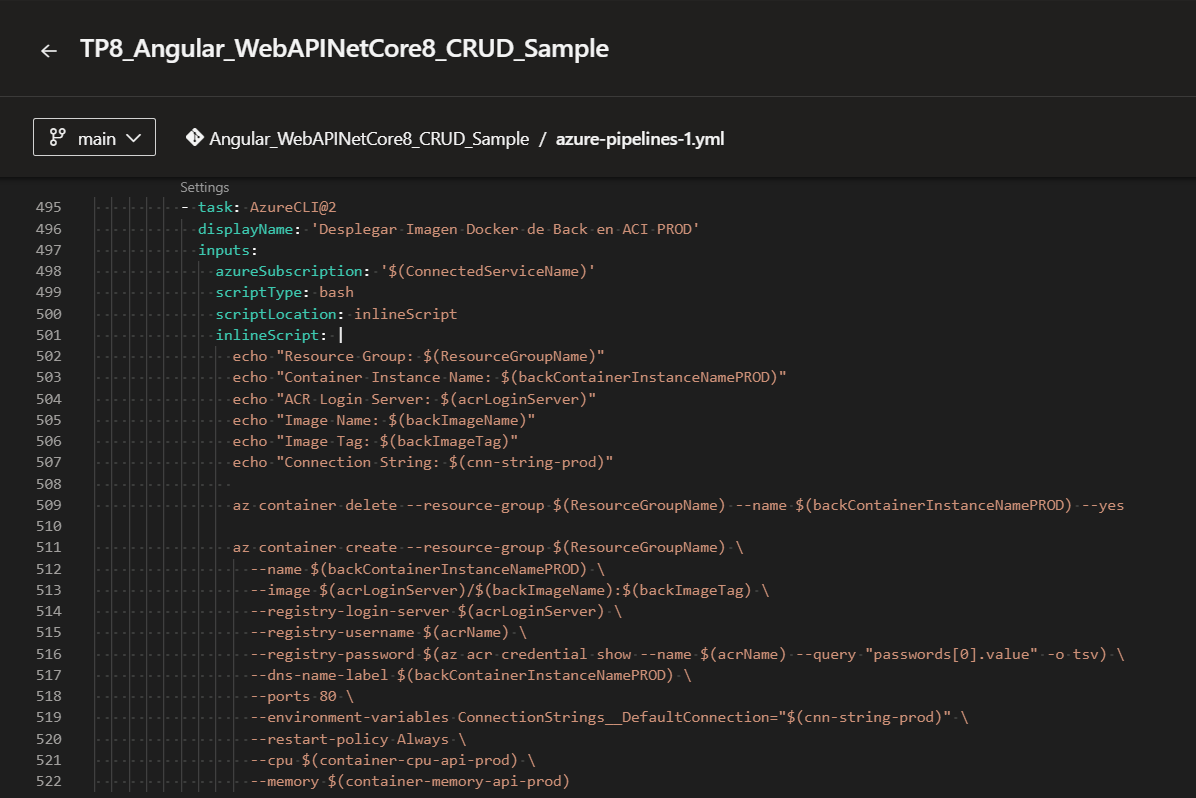 TP8_Angular_WebAPINetCore8_CRUD_Sample
main Angular_WebAPINetCore8_CRUD_Sample / azure-pipelines-1.yml
Settings
495 - task: AzureCLI@2
496 displayName: 'Desplegar Imagen Docker de Back en ACI PROD'
497 inputs:
498 azureSubscription: '$(ConnectedServiceName)'
499 scriptType: bash
500 scriptLocation: inlineScript
501 inlineScript: |
502 echo "Resource Group: $(ResourceGroupName)"
503 echo "Container Instance Name: $(backContainerInstanceNamePROD)"
504 echo "ACR Login Server: $(acrLoginServer)"
505 echo "Image Name: $(backImageName)"
506 echo "Image Tag: $(backImageTag)"
507 echo "Connection String: $(cnn-string-prod)"
508
509 az container delete --resource-group $(ResourceGroupName) --name $(backContainerInstanceNamePROD) --yes
510
511 az container create --resource-group $(ResourceGroupName) \
512 --name $(backContainerInstanceNamePROD) \
513 --image $(acrLoginServer)/$(backImageName):$(backImageTag) \
514 --registry-login-server $(acrLoginServer) \
515 --registry-username $(acrName) \
516 --registry-password $(az acr credential show --name $(acrName) --query "passwords[0].value" -o tsv) \
517 --dns-name-label $(backContainerInstanceNamePROD) \
518 --ports 80 \
519 --environment-variables ConnectionStrings__DefaultConnection="$(cnn-string-prod)" \
520 --restart-policy Always \
521 --cpu $(container-cpu-api-prod) \
522 --memory $(container-memory-api-prod)